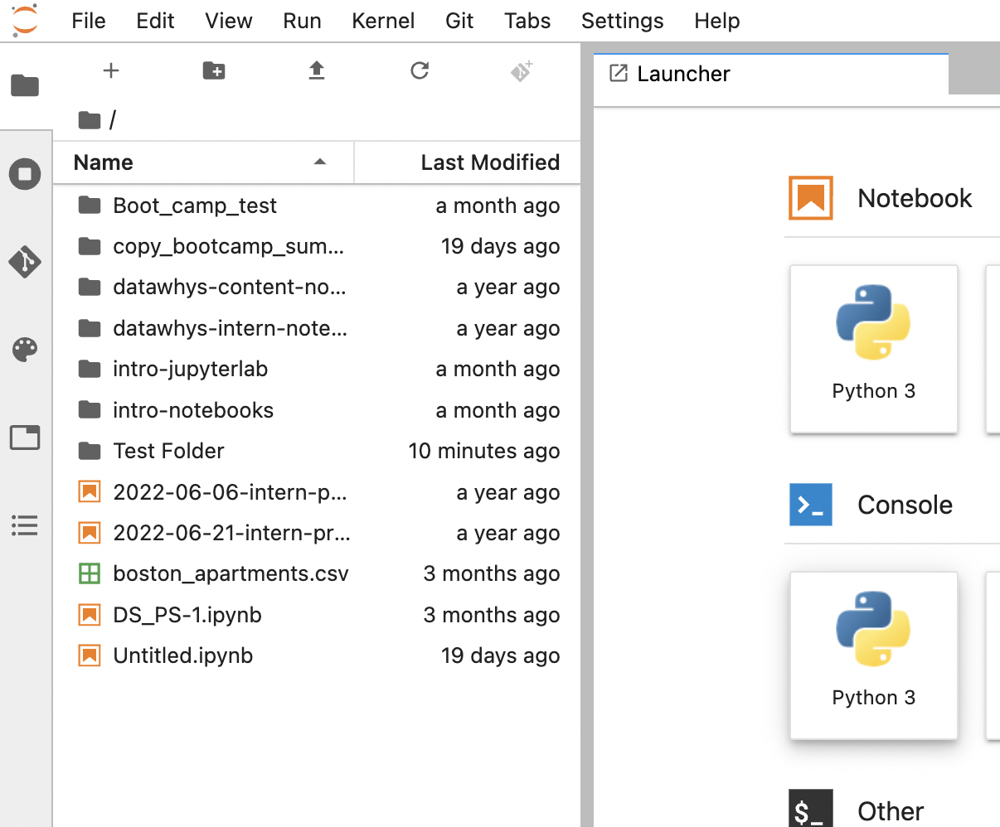 File Edit View Run Kernel Git Tabs Settings Help
Launcher
/
Name Last Modified
Boot_camp_test a month ago
copy_bootcamp_sum... 19 days ago
datawhys-content-no... a year ago
datawhys-intern-note... a year ago
intro-jupyterlab a month ago
intro-notebooks a month ago
Test Folder 10 minutes ago
2022-06-06-intern-p... a year ago
2022-06-21-intern-pr... a year ago
boston_apartments.csv 3 months ago
DS_PS-1.ipynb 3 months ago
Untitled.ipynb 19 days ago
Notebook
Python 3
Console
Python 3
$_ Other